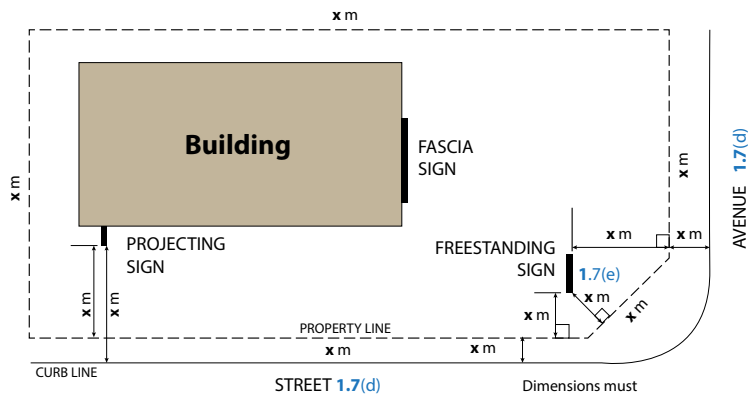 x m
Building
FASCIA
SIGN
x m
x m
AVENUE 1.7(d)
PROJECTING
SIGN
FREESTANDING
SIGN
x m
x m
1.7(e)
x m
x m
x m
x m
x m
PROPERTY LINE
x m
x m
CURB LINE
STREET 1.7(d)
Dimensions must